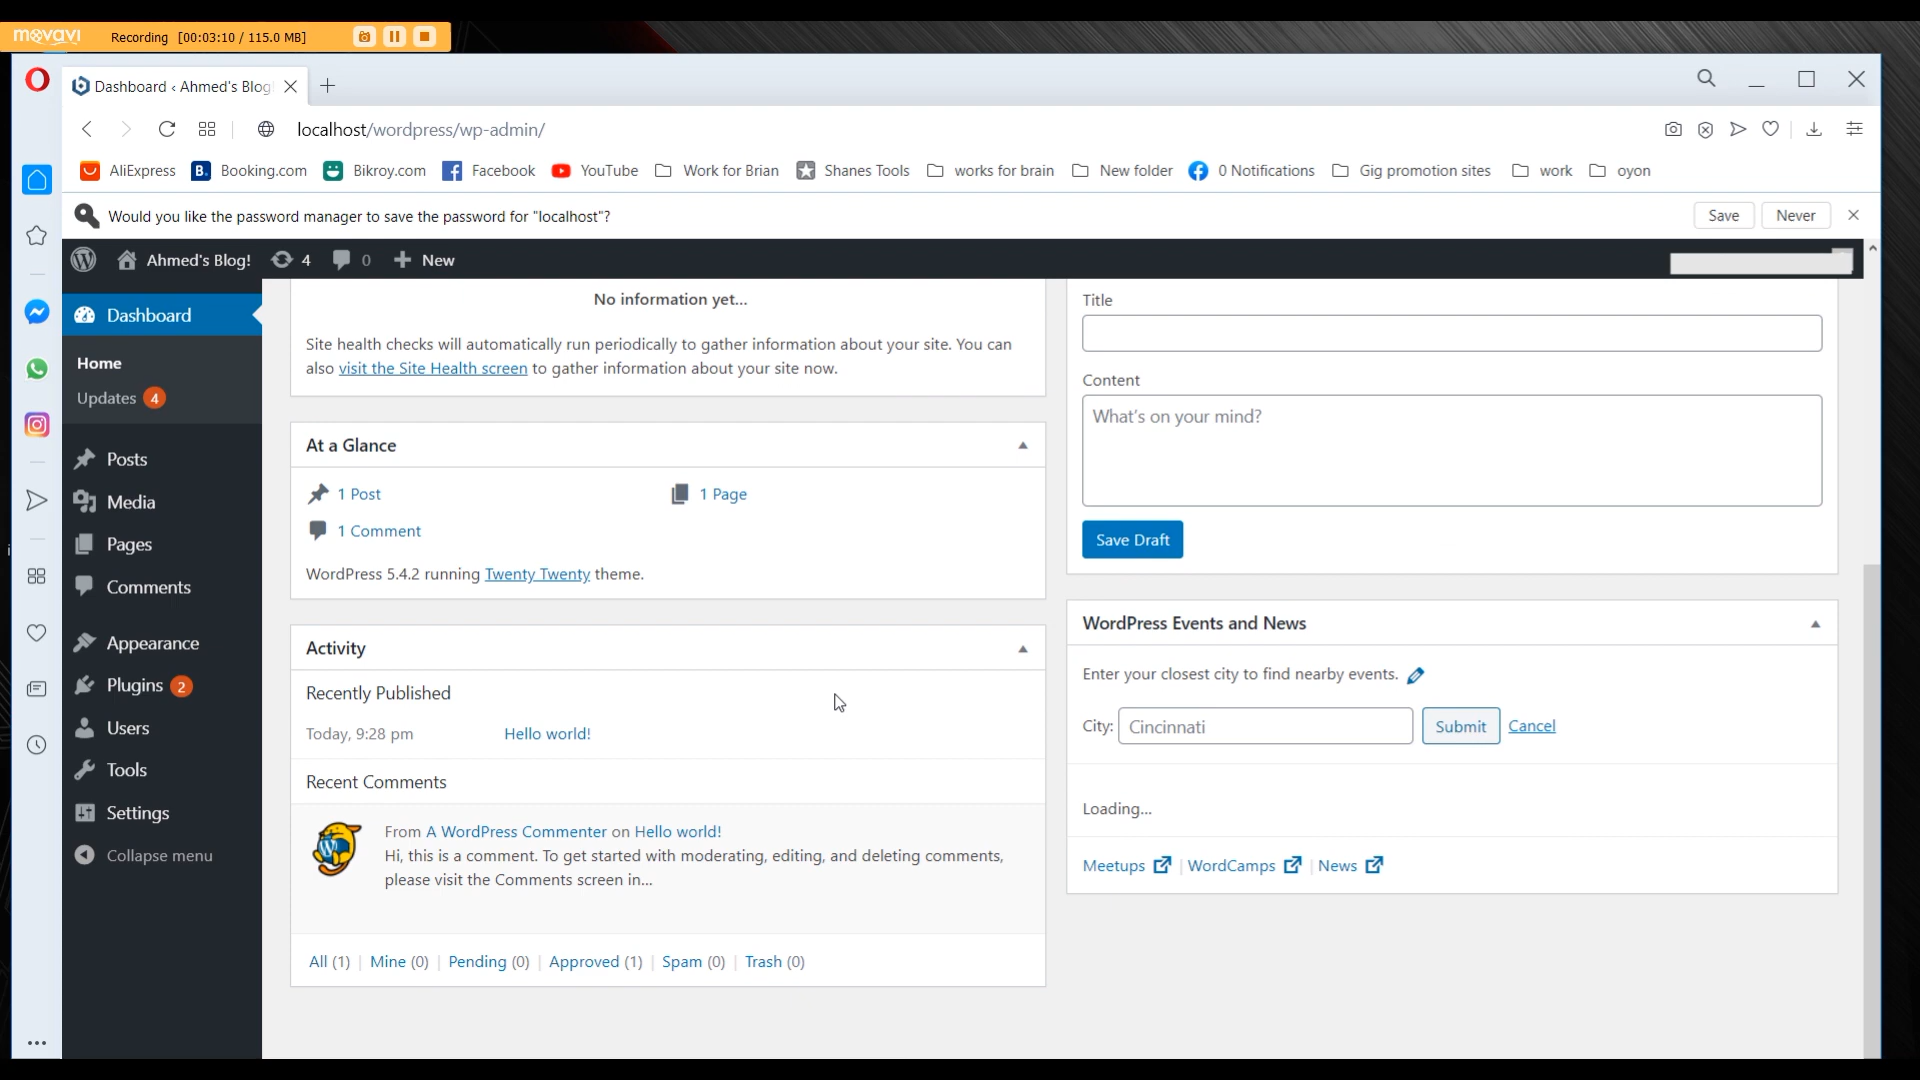 movavi Recording [00:03:10 / 115.0 MB]
Dashboard ‹ Ahmed's Blog!
localhost/wordpress/wp-admin/
AliExpress B. Booking.com Bikroy.com Facebook YouTube Work for Brian Shanes Tools works for brain New folder 0 Notifications Gig promotion sites work oyon
Would you like the password manager to save the password for "localhost"? Save Never
Ahmed's Blog! 4 0 New
Dashboard
Home
Updates 4
Posts
Media
Pages
Comments
Appearance
Plugins 2
Users
Tools
Settings
Collapse menu
No information yet...
Site health checks will automatically run periodically to gather information about your site. You can
also visit the Site Health screen to gather information about your site now.
At a Glance
1 Post 1 Page
1 Comment
WordPress 5.4.2 running Twenty Twenty theme.
Activity
Recently Published
Today, 9:28 pm Hello world!
Recent Comments
From A WordPress Commenter on Hello world!
Hi, this is a comment. To get started with moderating, editing, and deleting comments,
please visit the Comments screen in...
All (1) | Mine (0) | Pending (0) | Approved (1) | Spam (0) | Trash (0)
Title
Content
What's on your mind?
Save Draft
WordPress Events and News
Enter your closest city to find nearby events.
City: Cincinnati Submit Cancel
Loading...
Meetups | WordCamps | News